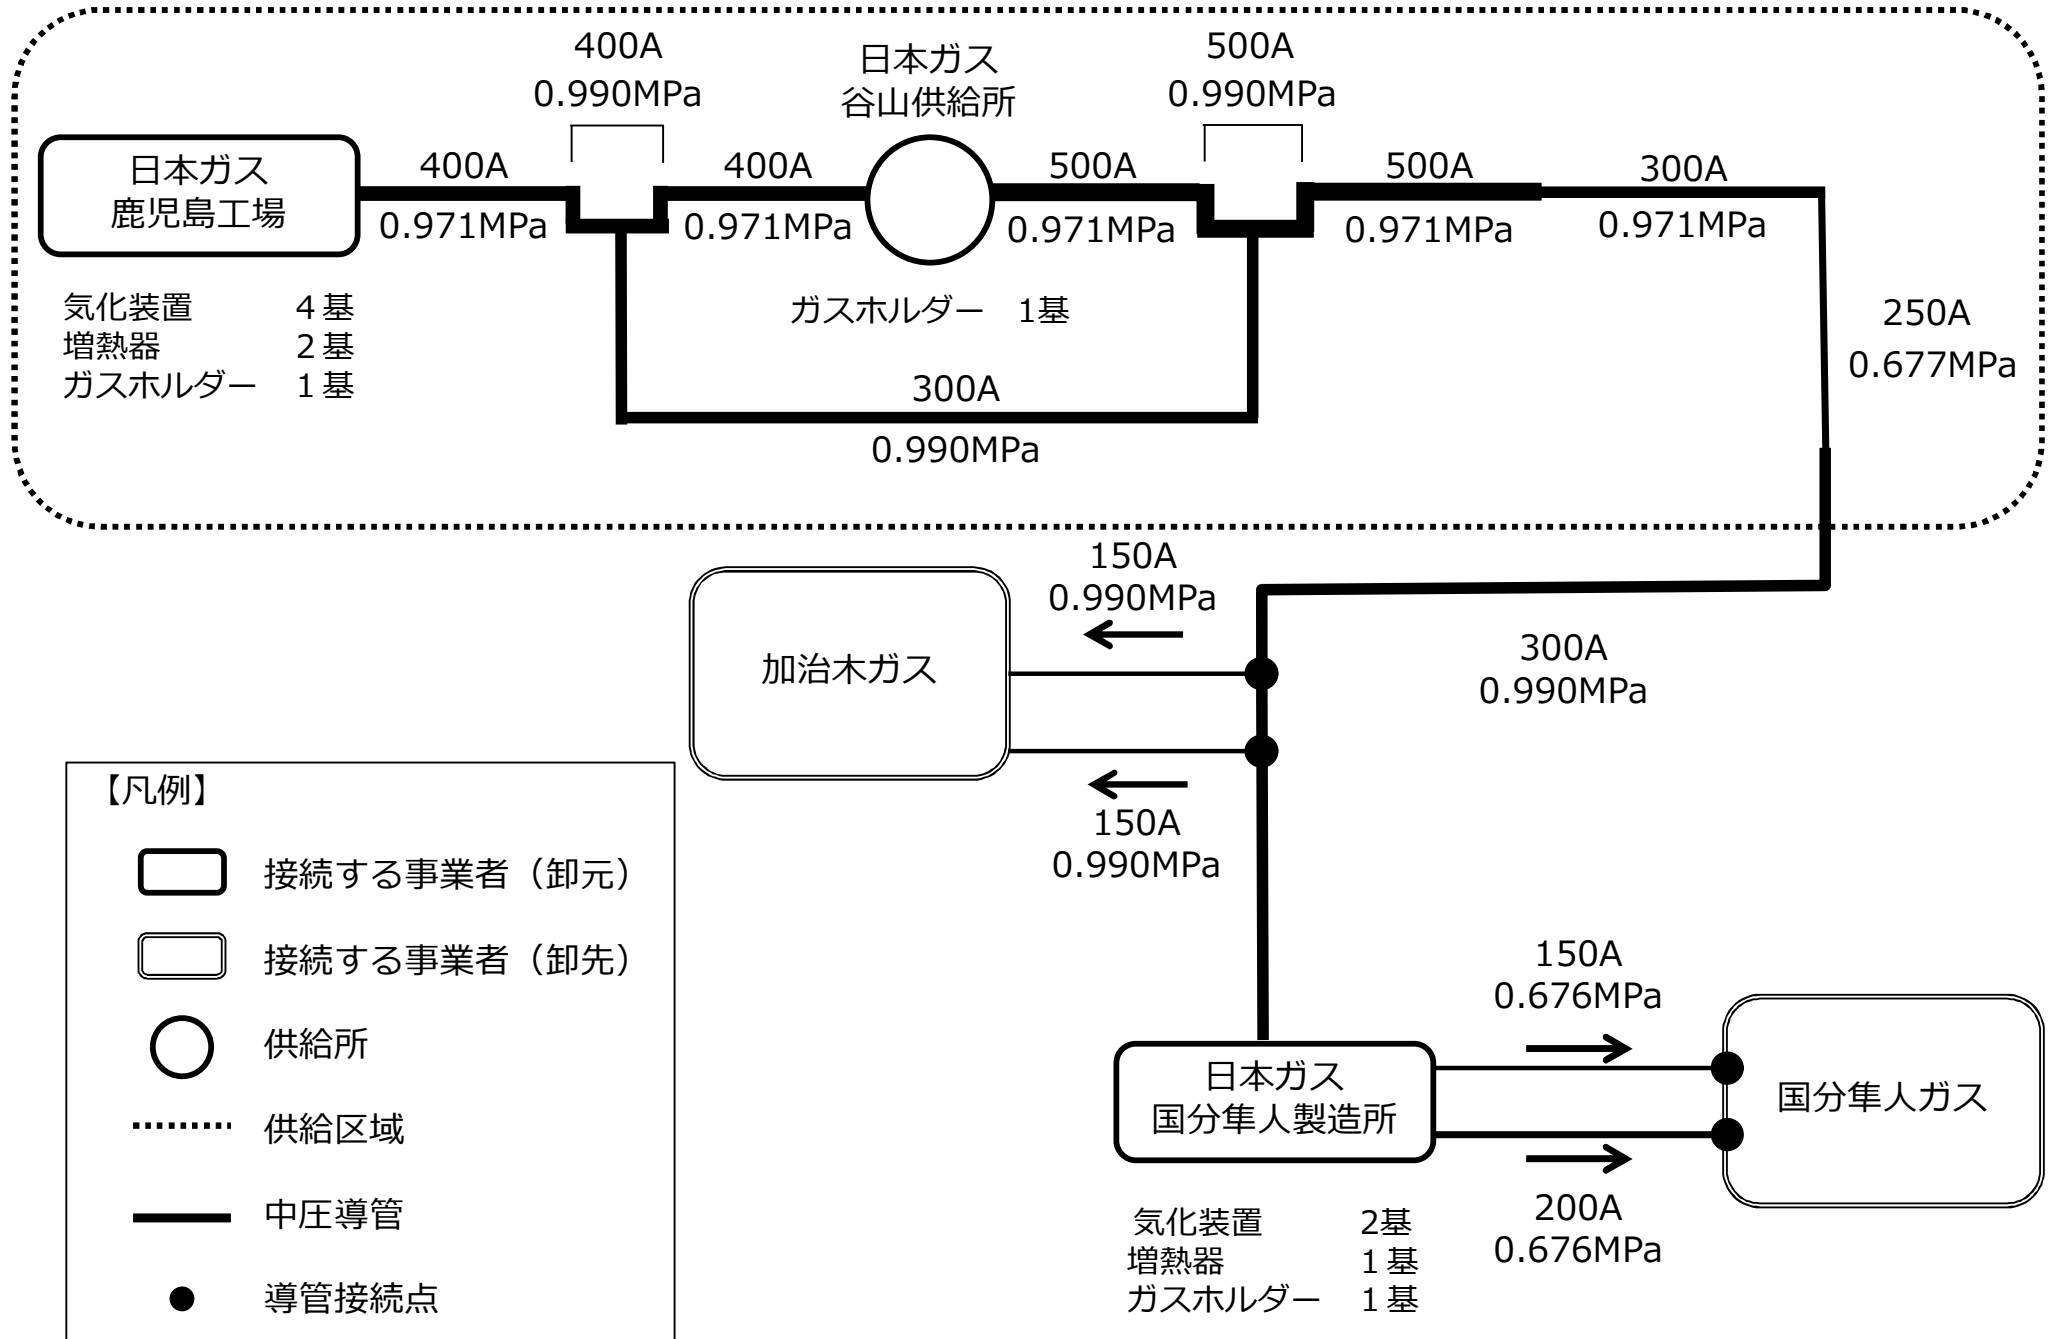 400A
0.990MPa
日本ガス
谷山供給所
500A
0.990MPa
日本ガス
鹿児島工場
400A
0.971MPa
400A
0.971MPa
500A
0.971MPa
500A
0.971MPa
300A
0.971MPa
気化装置 ４基
増熱器 ２基
ガスホルダー １基
ガスホルダー 1基
250A
0.677MPa
300A
0.990MPa
150A
0.990MPa
加治木ガス
300A
0.990MPa
150A
0.990MPa
【凡例】
接続する事業者（卸元）
接続する事業者（卸先）
供給所
供給区域
中圧導管
導管接続点
150A
0.676MPa
日本ガス
国分隼人製造所
国分隼人ガス
200A
0.676MPa
気化装置 2基
増熱器 １基
ガスホルダー １基